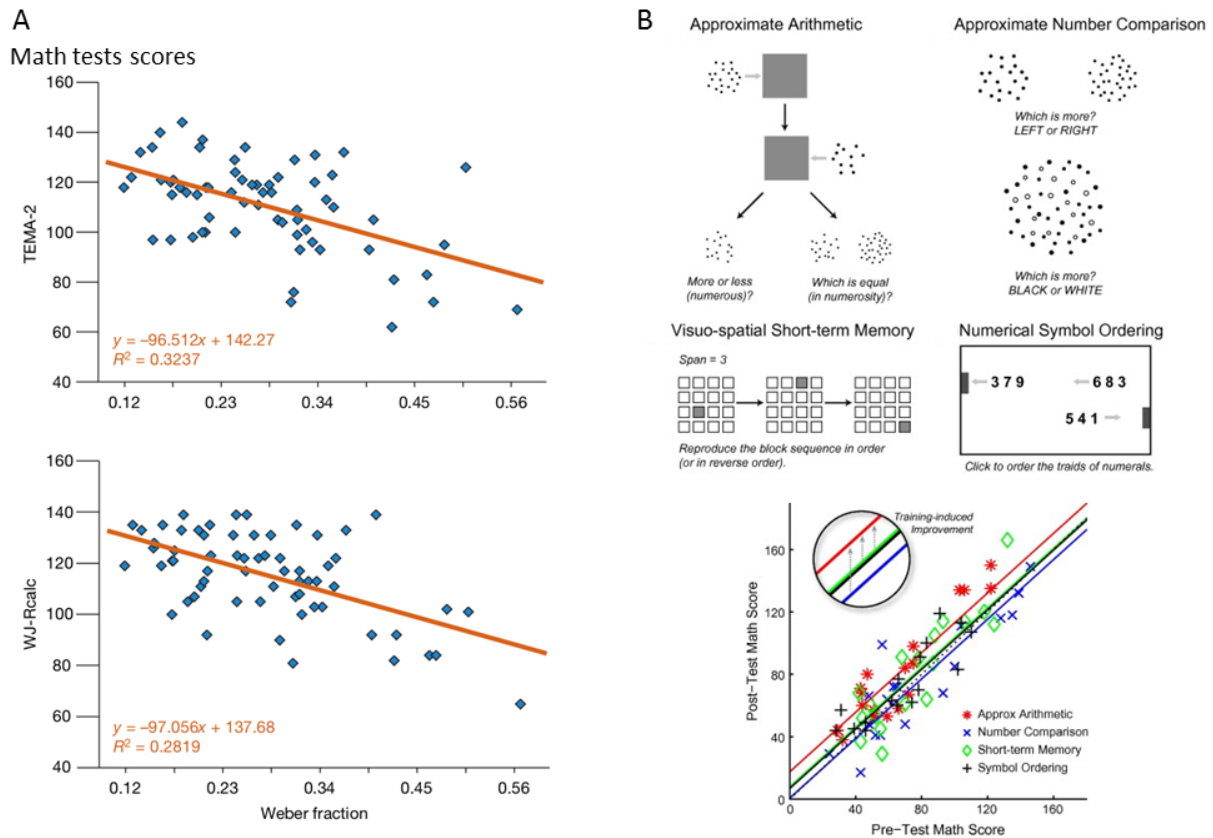 A
Math tests scores
160
140
120
100
80
60
40
TEMA-2
y = –96.512x + 142.27
R² = 0.3237
0.12 0.23 0.34 0.45 0.56
160
140
120
100
80
60
40
WJ-Rcalc
y = –97.056x + 137.68
R² = 0.2819
0.12 0.23 0.34 0.45 0.56
Weber fraction
B
Approximate Arithmetic
More or less
(numerous)?
Which is equal
(in numerosity)?
Approximate Number Comparison
Which is more?
LEFT or RIGHT
Which is more?
BLACK or WHITE
Visuo-spatial Short-term Memory
Span = 3
Reproduce the block sequence in order
(or in reverse order).
Numerical Symbol Ordering
3 7 9 6 8 3
5 4 1
Click to order the traids of numerals.
Training-induced
Improvement
160
120
80
40
0
Post-Test Math Score
Approx Arithmetic
Number Comparison
Short-term Memory
Symbol Ordering
0 40 80 120 160
Pre-Test Math Score